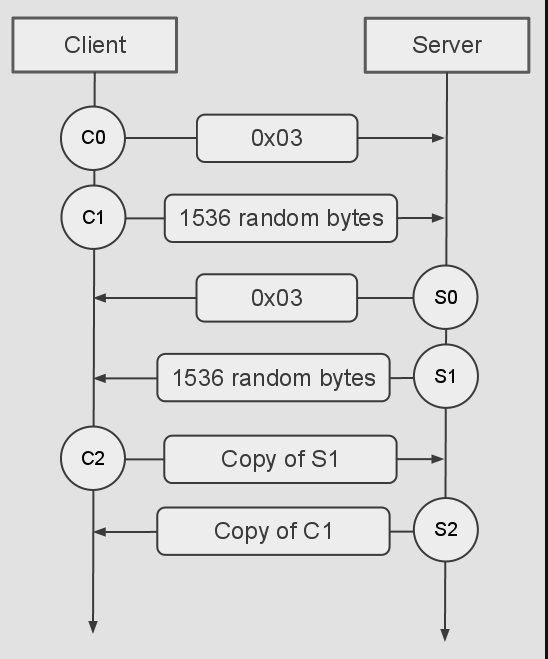 Client
Server
C0
0x03
C1
1536 random bytes
0x03
S0
1536 random bytes
S1
C2
Copy of S1
Copy of C1
S2